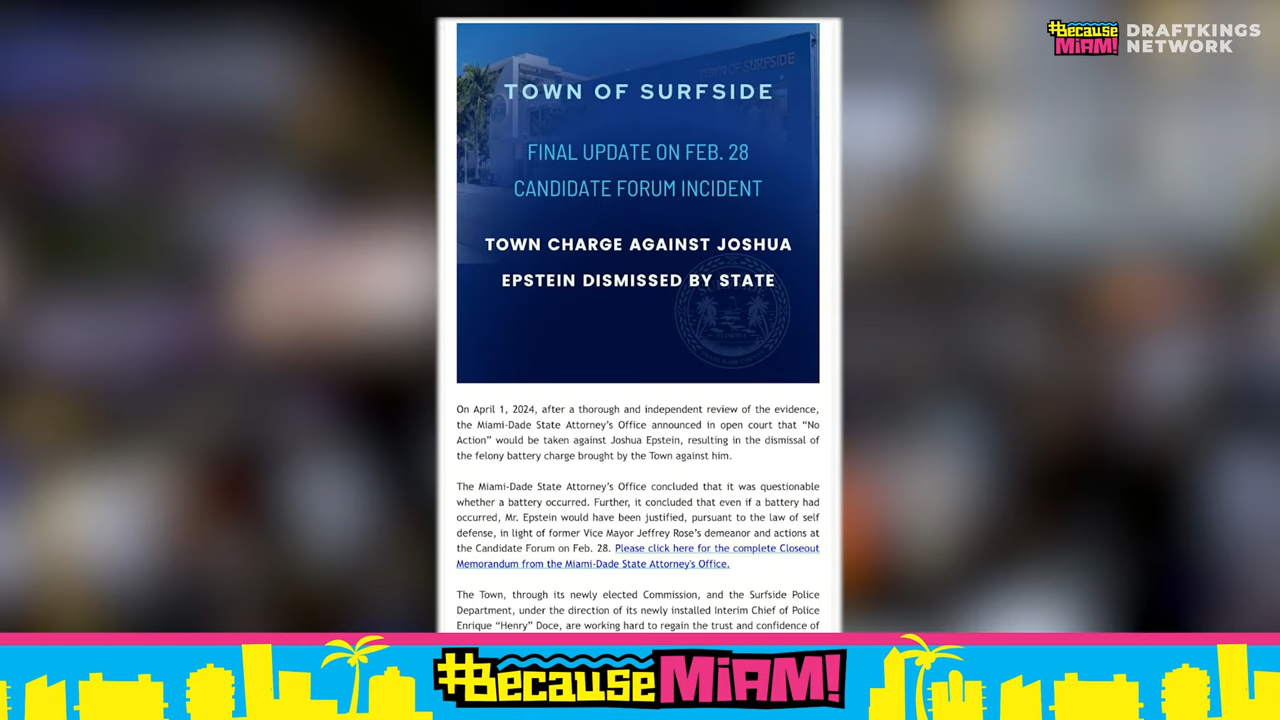 #Because
MiAMi!
DRAFTKINGS
NETWORK
TOWN OF SURFSIDE
TOWN OF SURFSIDE
FINAL UPDATE ON FEB. 28
CANDIDATE FORUM INCIDENT
TOWN CHARGE AGAINST JOSHUA
EPSTEIN DISMISSED BY STATE
On April 1, 2024, after a thorough and independent review of the evidence,
the Miami-Dade State Attorney's Office announced in open court that “No
Action” would be taken against Joshua Epstein, resulting in the dismissal of
the felony battery charge brought by the Town against him.
The Miami-Dade State Attorney's Office concluded that it was questionable
whether a battery occurred. Further, it concluded that even if a battery had
occurred, Mr. Epstein would have been justified, pursuant to the law of self
defense, in light of former Vice Mayor Jeffrey Rose's demeanor and actions at
the Candidate Forum on Feb. 28. Please click here for the complete Closeout
Memorandum from the Miami-Dade State Attorney's Office.
The Town, through its newly elected Commission, and the Surfside Police
Department, under the direction of its newly installed Interim Chief of Police
Enrique “Henry” Doce, are working hard to regain the trust and confidence of
#BecauseMiAMi!